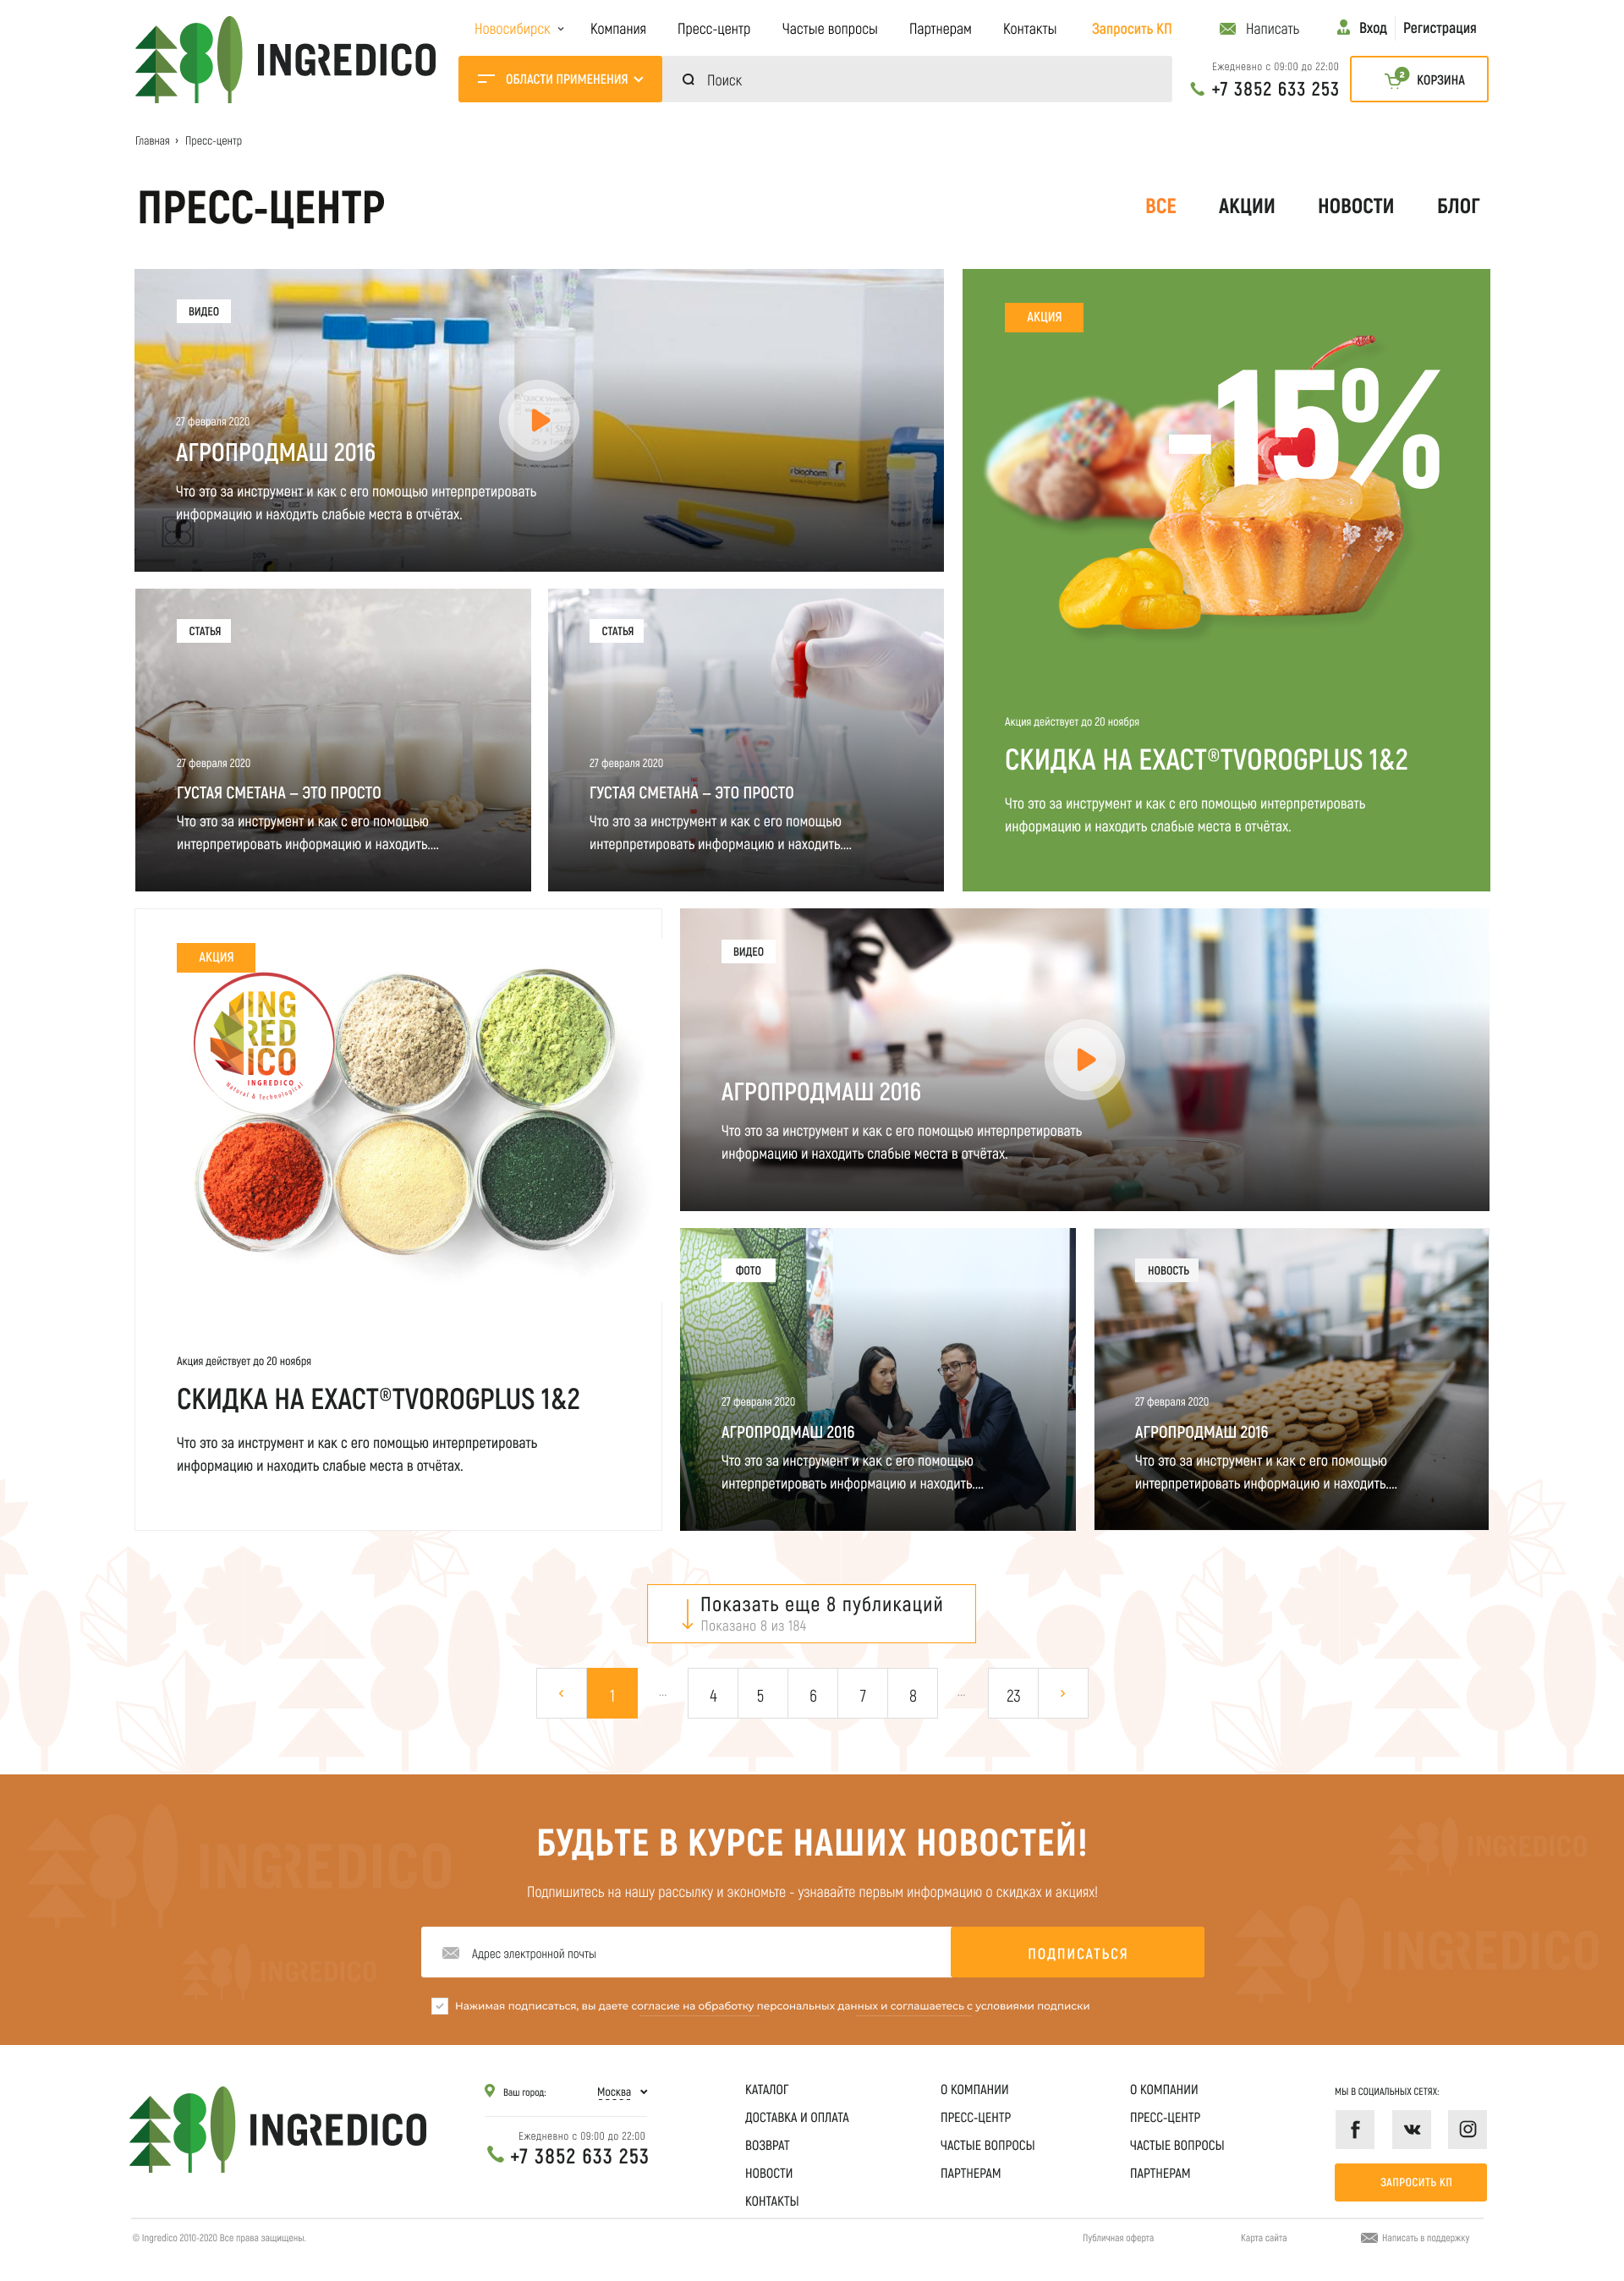 INGREDICO
Новосибирск
Компания
Пресс-центр
Частые вопросы
Партнерам
Контакты
Запросить КП
Написать
Вход
Регистрация
ОБЛАСТИ ПРИМЕНЕНИЯ
Поиск
Ежедневно с 09:00 до 22:00
+7 3852 633 253
2
КОРЗИНА
Главная › Пресс-центр
ПРЕСС-ЦЕНТР
ВСЕ
АКЦИИ
НОВОСТИ
БЛОГ
ВИДЕО
27 февраля 2020
АГРОПРОДМАШ 2016
Что это за инструмент и как с его помощью интерпретировать
информацию и находить слабые места в отчётах.
АКЦИЯ
-15%
Акция действует до 20 ноября
СКИДКА НА EXACT®TVOROGPLUS 1&2
Что это за инструмент и как с его помощью интерпретировать
информацию и находить слабые места в отчётах.
СТАТЬЯ
27 февраля 2020
ГУСТАЯ СМЕТАНА – ЭТО ПРОСТО
Что это за инструмент и как с его помощью
интерпретировать информацию и находить....
СТАТЬЯ
27 февраля 2020
ГУСТАЯ СМЕТАНА – ЭТО ПРОСТО
Что это за инструмент и как с его помощью
интерпретировать информацию и находить....
АКЦИЯ
ING
RED
ICO
INGREDICO
Natural & Technological
Акция действует до 20 ноября
СКИДКА НА EXACT®TVOROGPLUS 1&2
Что это за инструмент и как с его помощью интерпретировать
информацию и находить слабые места в отчётах.
ВИДЕО
АГРОПРОДМАШ 2016
Что это за инструмент и как с его помощью интерпретировать
информацию и находить слабые места в отчётах.
ФОТО
27 февраля 2020
АГРОПРОДМАШ 2016
Что это за инструмент и как с его помощью
интерпретировать информацию и находить....
НОВОСТЬ
27 февраля 2020
АГРОПРОДМАШ 2016
Что это за инструмент и как с его помощью
интерпретировать информацию и находить....
Показать еще 8 публикаций
Показано 8 из 184
‹ 1 ... 4 5 6 7 8 ... 23 ›
БУДЬТЕ В КУРСЕ НАШИХ НОВОСТЕЙ!
Подпишитесь на нашу рассылку и экономьте - узнавайте первым информацию о скидках и акциях!
Адрес электронной почты
ПОДПИСАТЬСЯ
Нажимая подписаться, вы даете согласие на обработку персональных данных и соглашаетесь с условиями подписки
INGREDICO
INGREDICO
INGREDICO
INGREDICO
INGREDICO
Ваш город:
Москва
Ежедневно с 09:00 до 22:00
+7 3852 633 253
КАТАЛОГ
ДОСТАВКА И ОПЛАТА
ВОЗВРАТ
НОВОСТИ
КОНТАКТЫ
О КОМПАНИИ
ПРЕСС-ЦЕНТР
ЧАСТЫЕ ВОПРОСЫ
ПАРТНЕРАМ
О КОМПАНИИ
ПРЕСС-ЦЕНТР
ЧАСТЫЕ ВОПРОСЫ
ПАРТНЕРАМ
МЫ В СОЦИАЛЬНЫХ СЕТЯХ:
ЗАПРОСИТЬ КП
© Ingredico 2010-2020 Все права защищены.
Публичная оферта
Карта сайта
Написать в поддержку